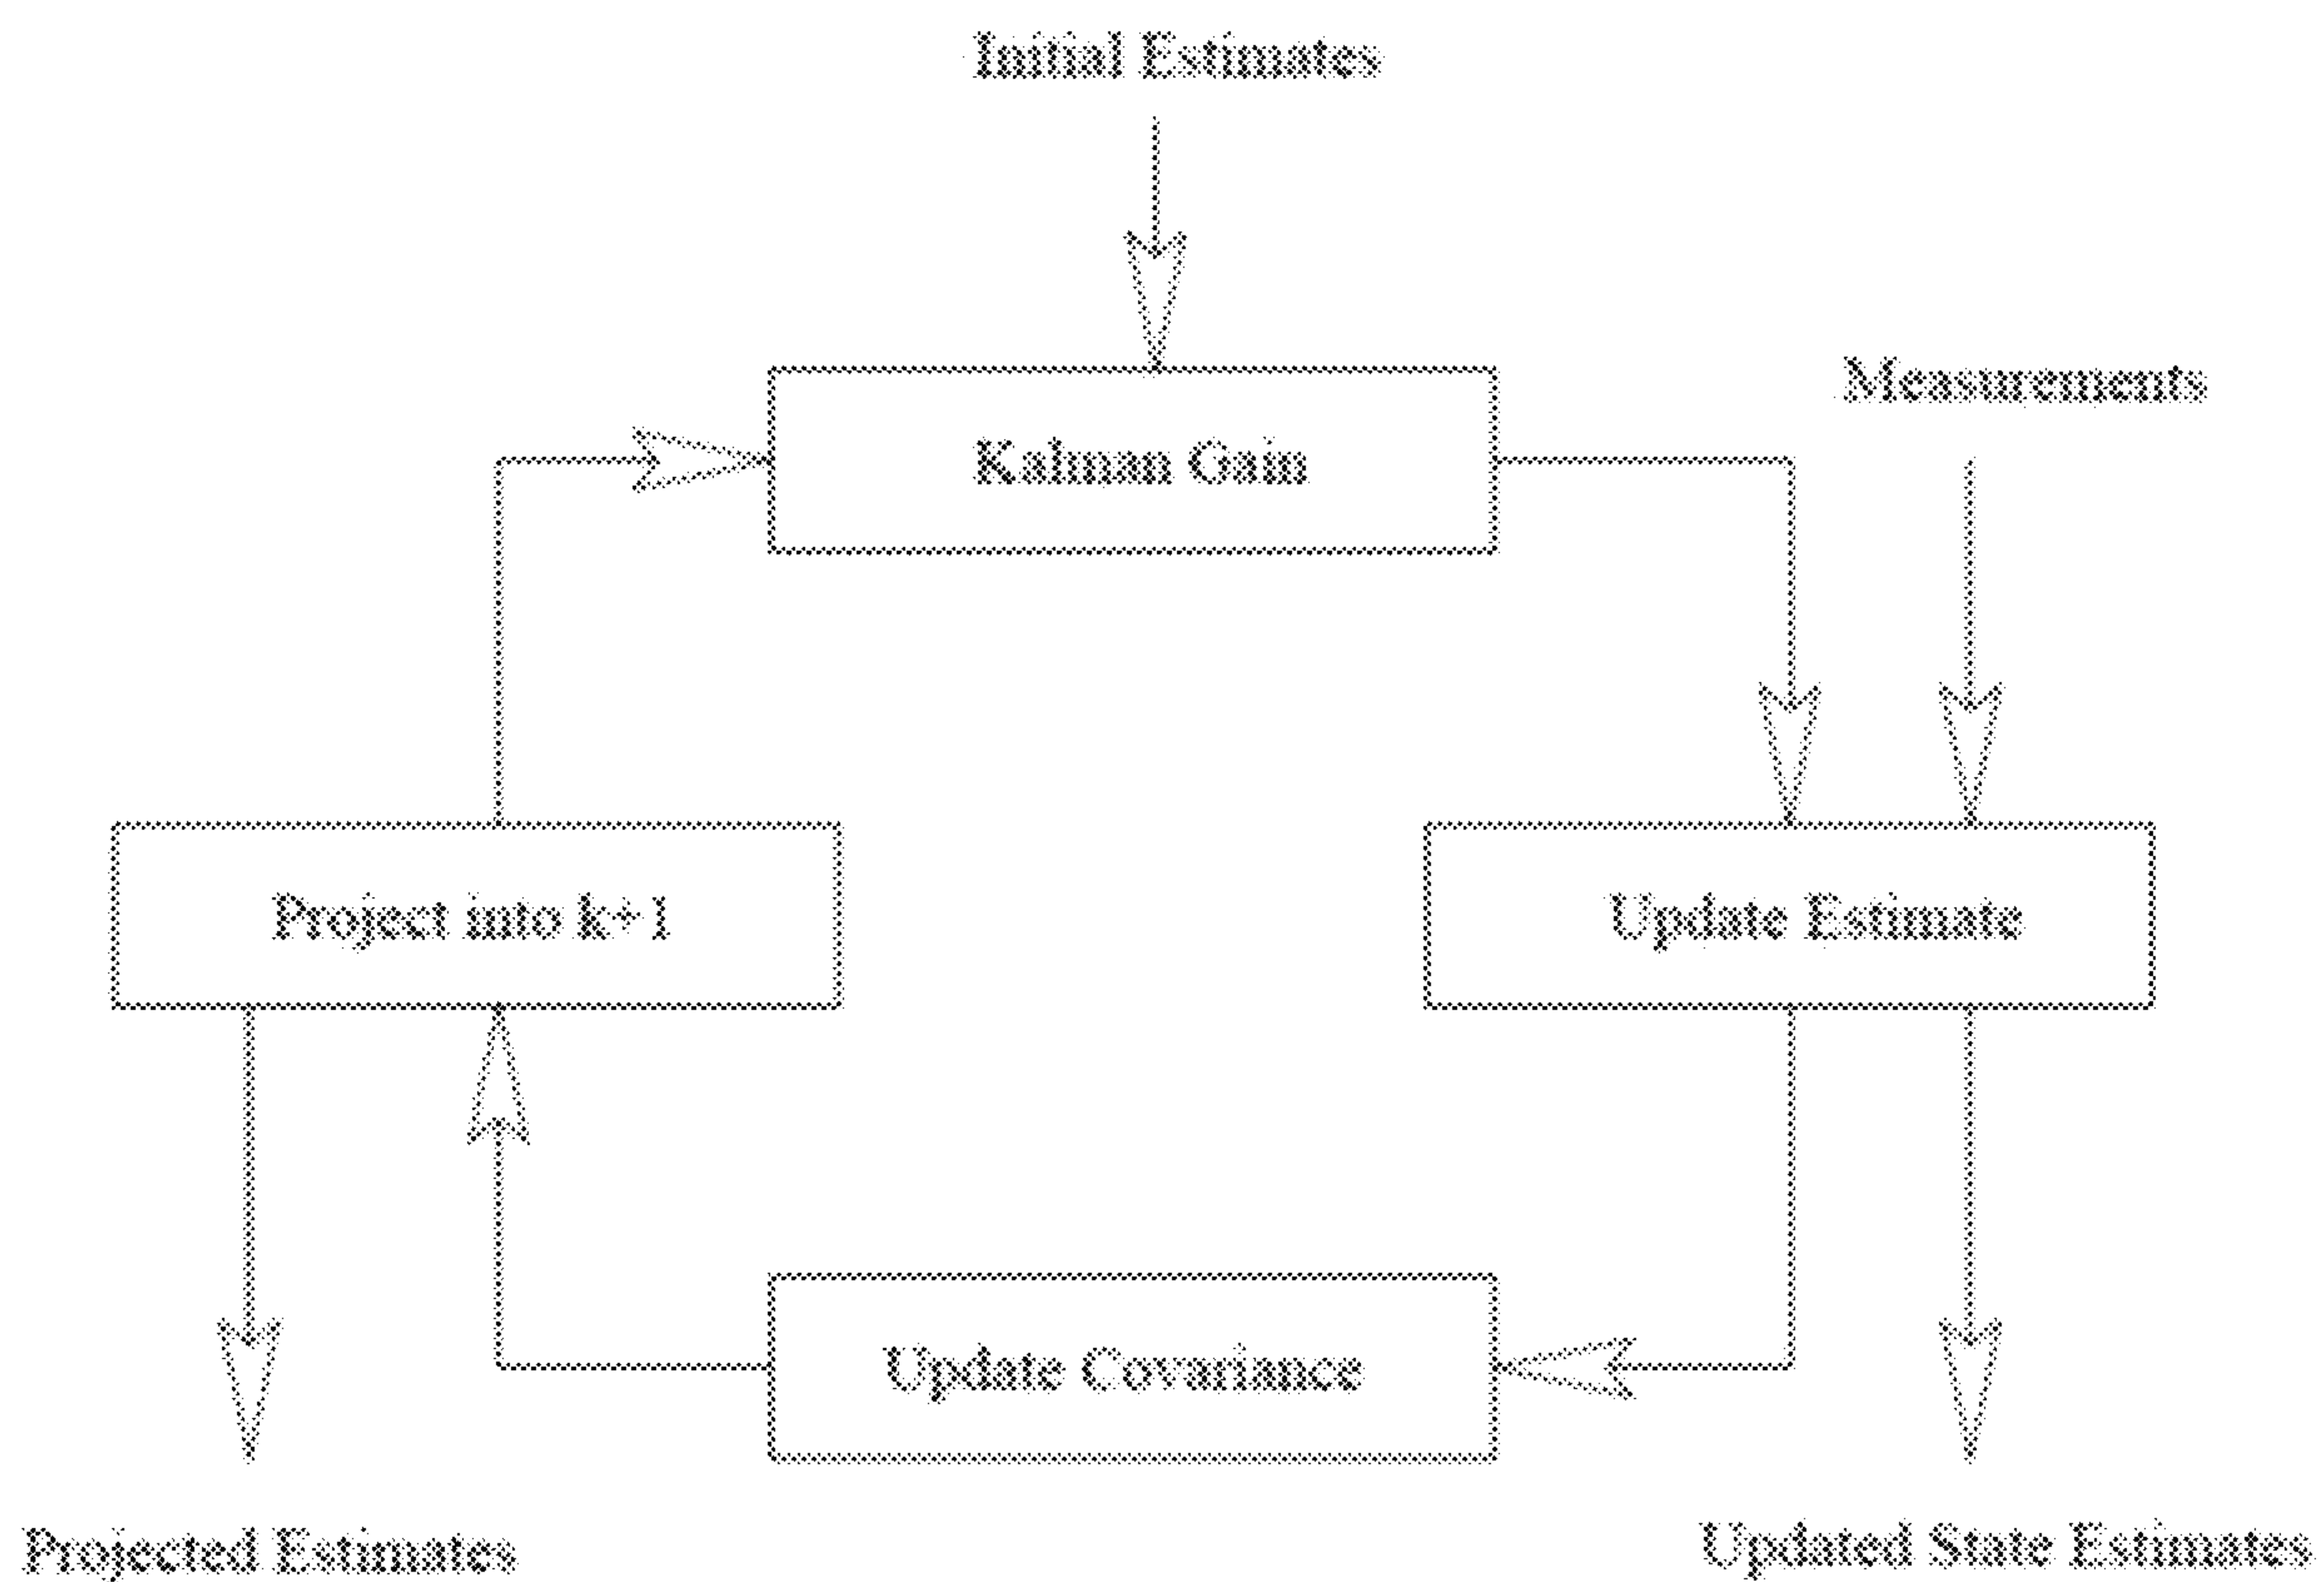 Initial Estimates
Measurements
Kalman Gain
Project into k+1
Update Estimate
Update Covariance
Projected Estimates
Updated State Estimates